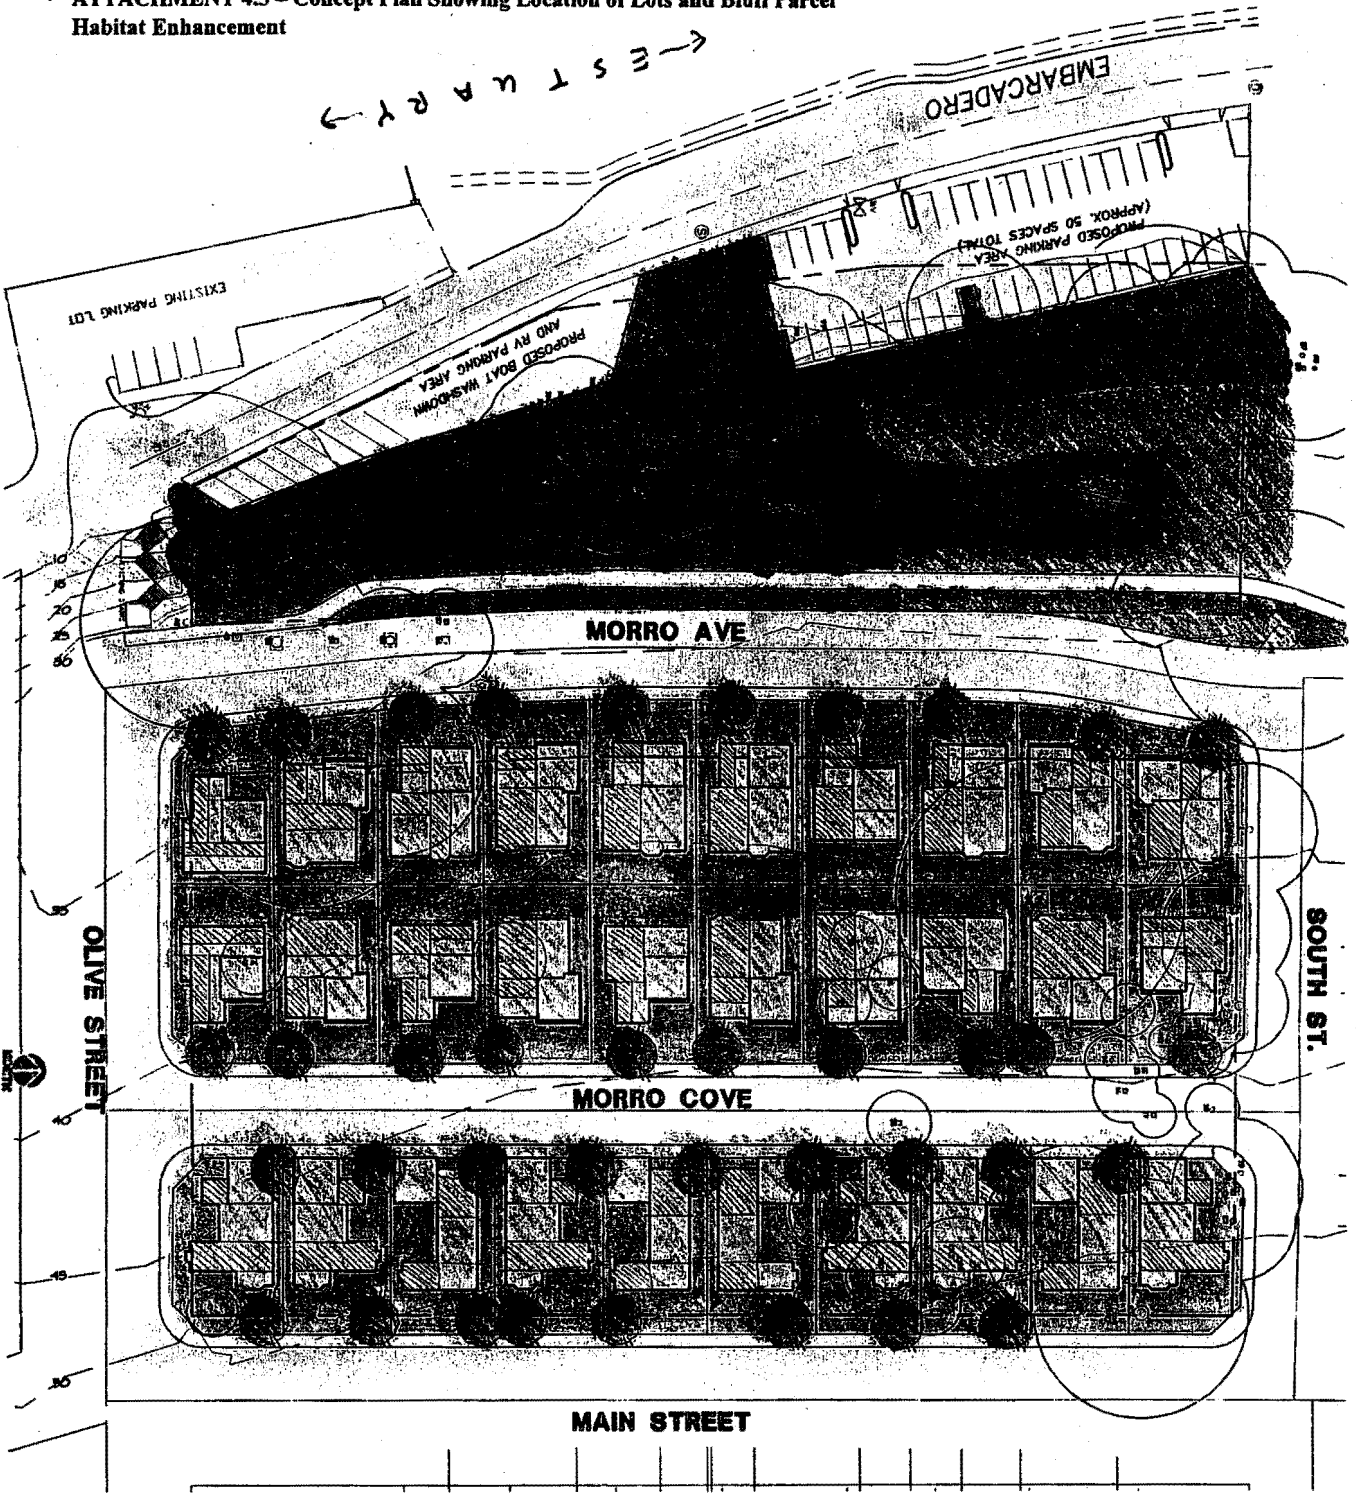 ATTACHMENT 4.3 – Concept Plan Showing Location of Lots and Bluff Parcel
Habitat Enhancement
← E S T U A R Y →
EMBARCADERO
PROPOSED PARKING AREA
(APPROX. 50 SPACES TOTAL)
EXISTING PARKING LOT
PROPOSED BOAT WASHDOWN
AND RV PARKING AREA
10
15
20
25
30
MORRO AVE
35
OLIVE STREET
SOUTH ST.
NORTH
MORRO COVE
40
45
50
MAIN STREET